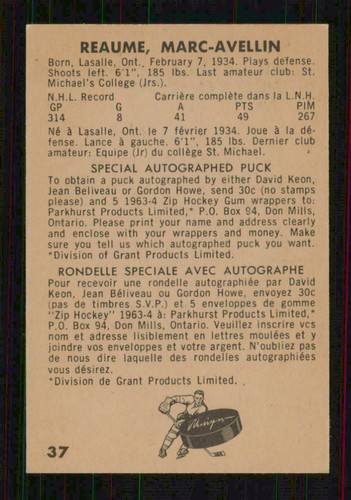 REAUME, MARC-AVELLIN
Born, Lasalle, Ont., February 7, 1934. Plays defense.
Shoots left. 6'1", 185 lbs. Last amateur club: St.
Michael's College (Jrs.).
N.H.L. Record Carrière complète dans la L.N.H.
GP G A PTS PIM
314 8 41 49 267
Né à Lasalle, Ont. le 7 février 1934. Joue à la dé-
fense. Lance à gauche. 6'1", 185 lbs. Dernier club
amateur: Equipe (Jr) du collège St. Michael.
SPECIAL AUTOGRAPHED PUCK
To obtain a puck autographed by either David Keon,
Jean Beliveau or Gordon Howe, send 30c (no stamps
please) and 5 1963-4 Zip Hockey Gum wrappers to:
Parkhurst Products Limited,* P.O. Box 94, Don Mills,
Ontario. Please print your name and address clearly
and enclose with your wrappers and money. Make
sure you tell us which autographed puck you want.
*Division of Grant Products Limited.
RONDELLE SPECIALE AVEC AUTOGRAPHE
Pour recevoir une rondelle autographiée par David
Keon, Jean Béliveau ou Gordon Howe, envoyez 30c
(pas de timbres S.V.P.) et 5 enveloppes de gomme
"Zip Hockey" 1963-4 à: Parkhurst Products Limited,*
P.O. Box 94, Don Mills, Ontario. Veuillez inscrire vcs
nom et adresse lisiblement en lettres moulées et y
joindre enveloppes et votre argent. N'oubliez pas
de nous dire laquelle des rondelles autographiées
vous désirez.
*Division de Grant Products Limited.
37